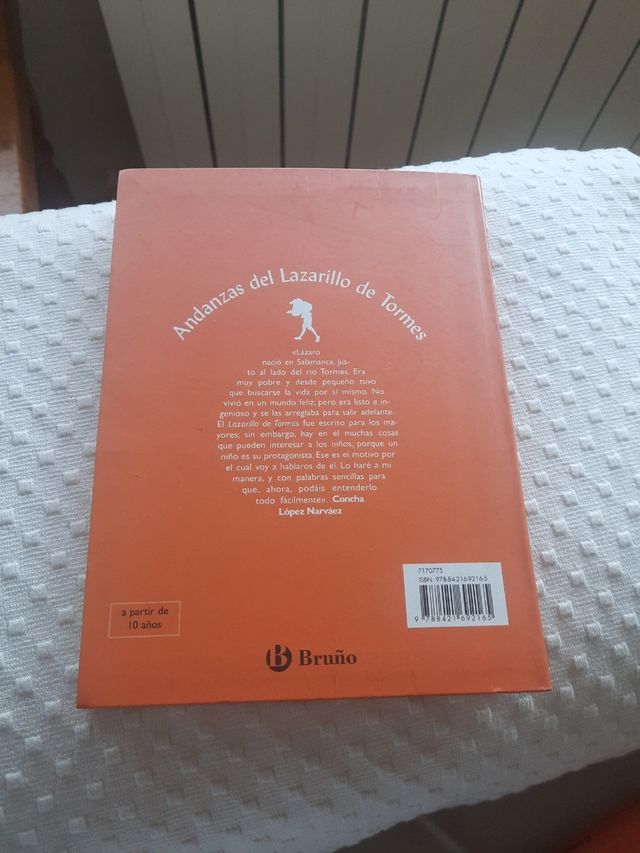 Andanzas del Lazarillo de Tormes
«Lázaro
nació en Salamanca, jus-
to al lado del río Tormes. Era
muy pobre y desde pequeño tuvo
que buscarse la vida por sí mismo. No
vivió en un mundo feliz, pero era listo e in-
genioso y se las arreglaba para salir adelante.
El Lazarillo de Tormes fue escrito para los ma-
yores; sin embargo, hay en él muchas cosas
que pueden interesar a los niños, porque un
niño es su protagonista. Ese es el motivo por
el cual voy a hablaros de él. Lo haré a mi
manera, y con palabras sencillas para
que, ahora, podáis entenderlo
todo fácilmente». Concha
López Narváez
7170775
ISBN: 978-8421692165
9 788421 692165
a partir de
10 años
B Bruño